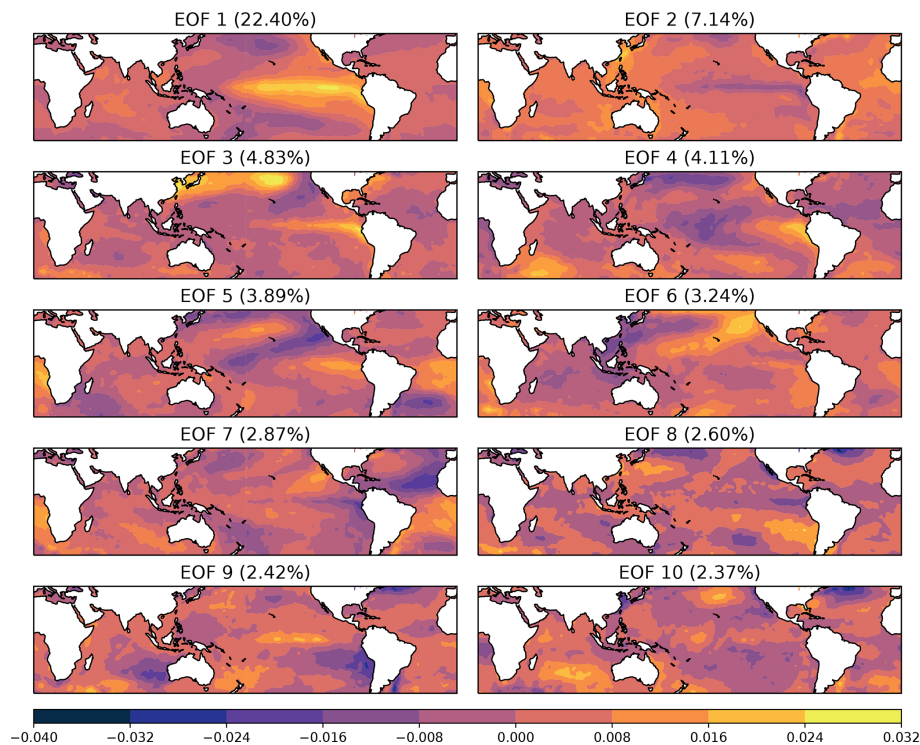 EOF 1 (22.40%)
EOF 2 (7.14%)
EOF 3 (4.83%)
EOF 4 (4.11%)
EOF 5 (3.89%)
EOF 6 (3.24%)
EOF 7 (2.87%)
EOF 8 (2.60%)
EOF 9 (2.42%)
EOF 10 (2.37%)
−0.040 −0.032 −0.024 −0.016 −0.008 0.000 0.008 0.016 0.024 0.032